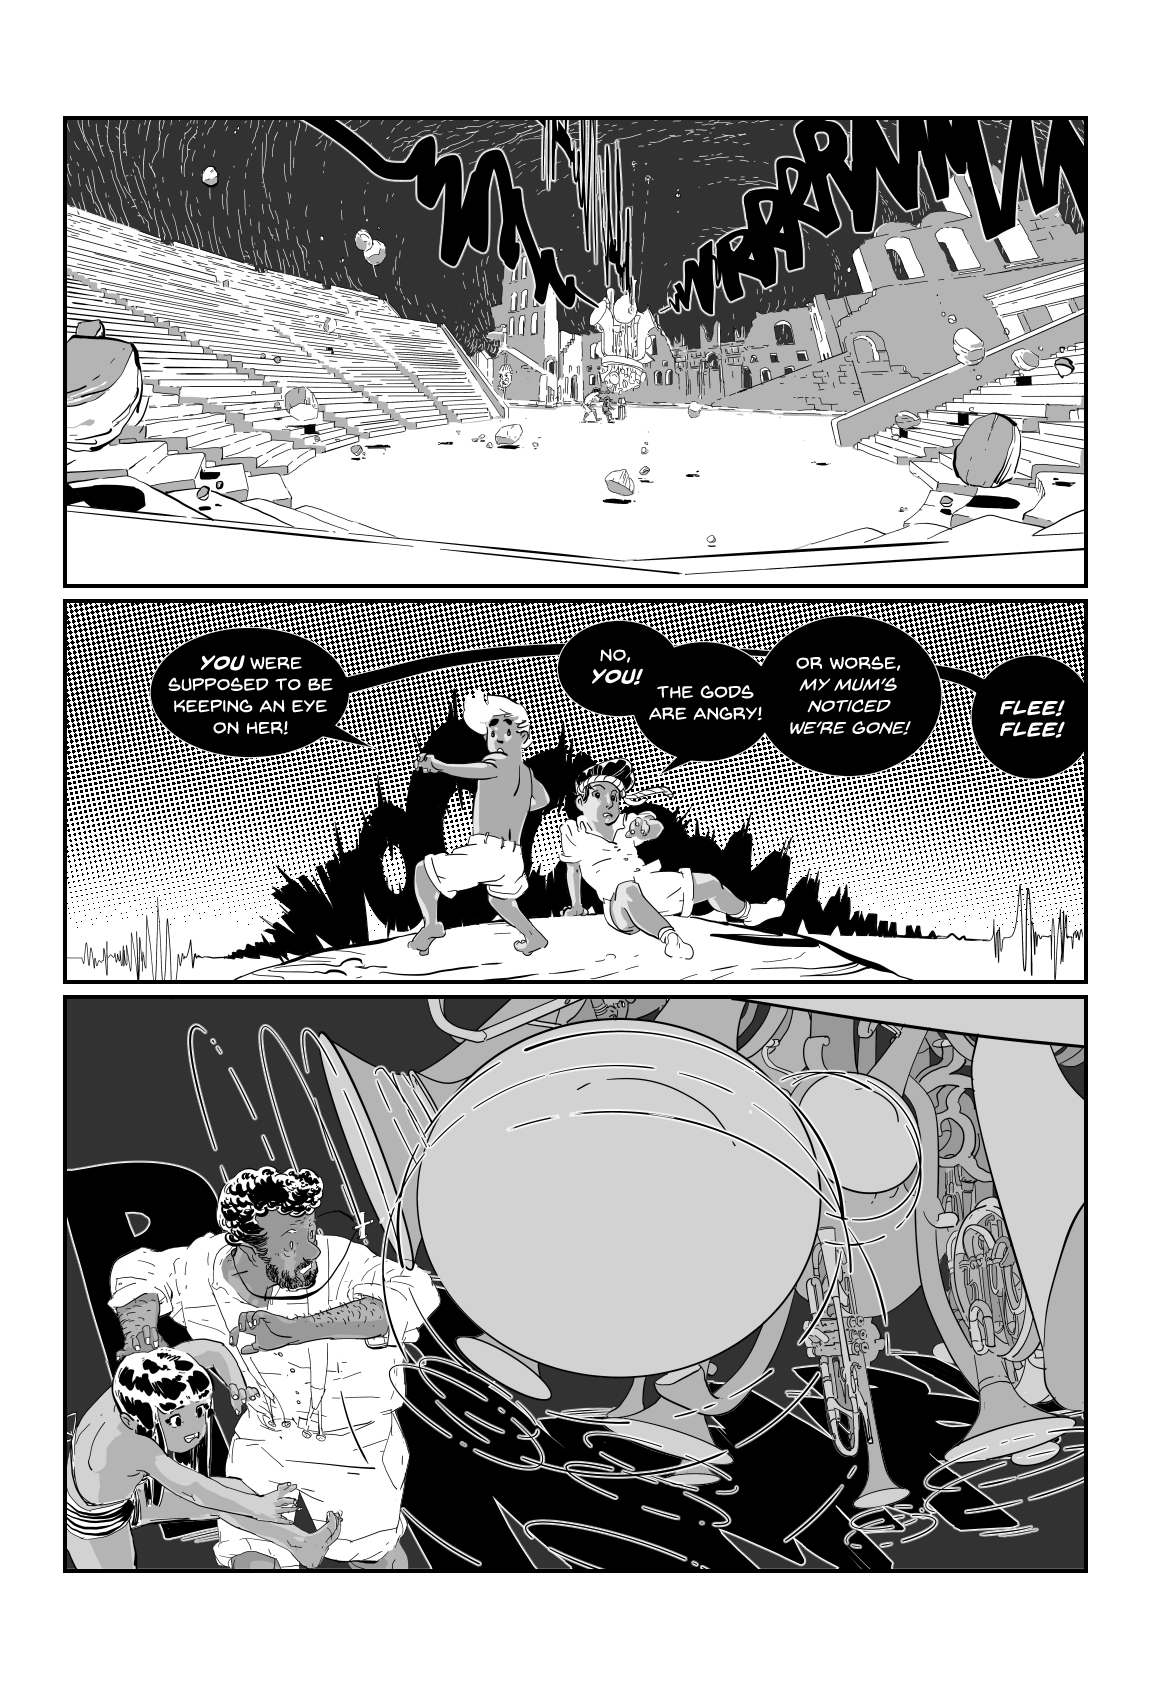 WRRRRRMMM
YOU WERE
SUPPOSED TO BE
KEEPING AN EYE
ON HER!
NO,
YOU!
THE GODS
ARE ANGRY!
OR WORSE,
MY MUM'S
NOTICED
WE'RE GONE!
FLEE!
FLEE!